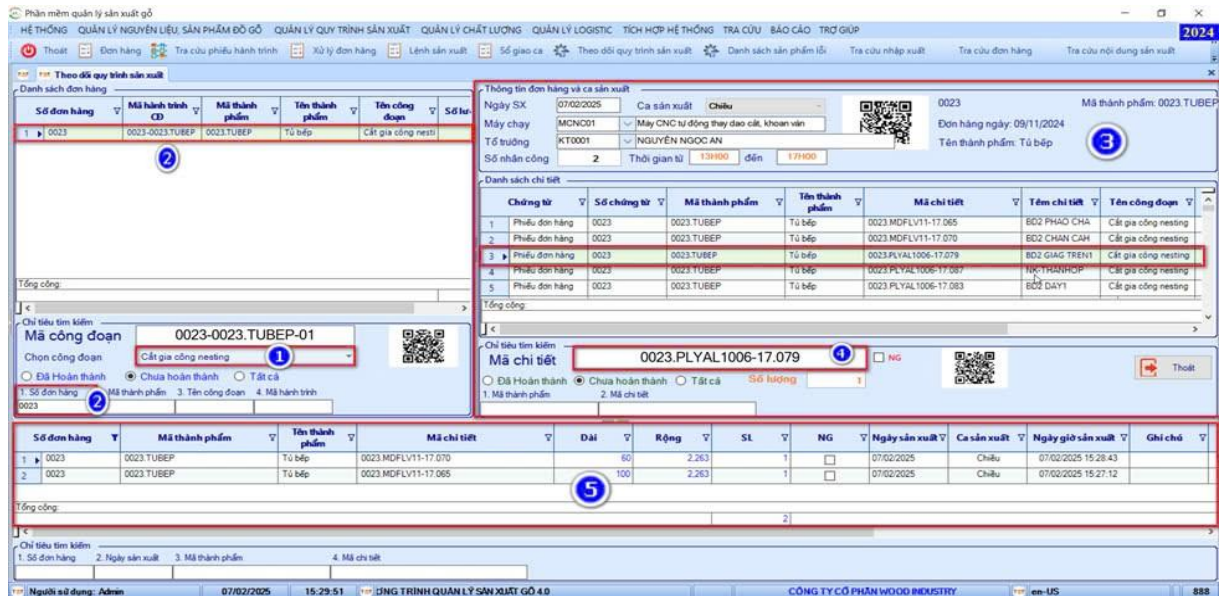 Phần mềm quản lý sản xuất gỗ
HỆ THỐNG QUẢN LÝ NGUYÊN LIỆU, SẢN PHẨM ĐỒ GỖ QUẢN LÝ QUY TRÌNH SẢN XUẤT QUẢN LÝ CHẤT LƯỢNG QUẢN LÝ LOGISTIC TÍCH HỢP HỆ THỐNG TRA CỨU BÁO CÁO TRỢ GIÚP 2024
Thoát Đơn hàng Tra cứu phiếu hành trình Xử lý đơn hàng Lệnh sản xuất Sổ giao ca Theo dõi quy trình sản xuất Danh sách sản phẩm lỗi Tra cứu nhập xuất Tra cứu đơn hàng Tra cứu nội dung sản xuất
Theo dõi quy trình sản xuất
Danh sách đơn hàng
Số đơn hàng Mã hành trình CĐ Mã thành phẩm Tên thành phẩm Tên công đoạn Số lư
1 0023 0023-0023.TUBEP 0023.TUBEP Tủ bếp Cắt gia công nesti
2
Tổng cộng:
Chỉ tiêu tìm kiếm
Mã công đoạn 0023-0023.TUBEP-01
Chọn công đoạn Cắt gia công nesting 1
Đã Hoàn thành Chưa hoàn thành Tất cả
1. Số đơn hàng 2 Mã thành phẩm 3. Tên công đoạn 4. Mã hành trình
0023
Thông tin đơn hàng và ca sản xuất
Ngày SX 07/02/2025 Ca sản xuất Chiều
Máy chạy MCNC01 Máy CNC tự động thay dao cắt, khoan ván
Tổ trưởng KT0001 NGUYỄN NGỌC AN
Số nhân công 2 Thời gian từ 13H00 đến 17H00
0023 Mã thành phẩm: 0023.TUBEP
Đơn hàng ngày: 09/11/2024
Tên thành phẩm: Tủ bếp
3
Danh sách chi tiết
Chứng từ Số chứng từ Mã thành phẩm Tên thành phẩm Mã chi tiết Têm chi tiết Tên công đoạn
1 Phiếu đơn hàng 0023 0023.TUBEP Tủ bếp 0023.MDFLV11-17.065 BD2 PHAO CHA Cắt gia công nesting
2 Phiếu đơn hàng 0023 0023.TUBEP Tủ bếp 0023.MDFLV11-17.070 BD2 CHAN CAH Cắt gia công nesting
3 Phiếu đơn hàng 0023 0023.TUBEP Tủ bếp 0023.PLYAL1006-17.079 BD2 GIAG TREN1 Cắt gia công nesting
4 Phiếu đơn hàng 0023 0023.TUBEP Tủ bếp 0023.PLYAL1006-17.087 NK-THANHOP Cắt gia công nesting
5 Phiếu đơn hàng 0023 0023.TUBEP Tủ bếp 0023.PLYAL1006-17.083 BD2 DAY1 Cắt gia công nesting
Tổng cộng:
Chỉ tiêu tìm kiếm
Mã chi tiết 0023.PLYAL1006-17.079 4 NG
Đã Hoàn thành Chưa hoàn thành Tất cả Số lượng 1
1. Mã thành phẩm 2. Mã chi tiết
Thoát
Số đơn hàng Mã thành phẩm Tên thành phẩm Mã chi tiết Dài Rộng SL NG Ngày sản xuất Ca sản xuất Ngày giờ sản xuất Ghi chú
1 0023 0023.TUBEP Tủ bếp 0023.MDFLV11-17.070 60 2,263 1 07/02/2025 Chiều 07/02/2025 15:28:43
2 0023 0023.TUBEP Tủ bếp 0023.MDFLV11-17.065 100 2,263 1 07/02/2025 Chiều 07/02/2025 15:27:12
5
Tổng cộng:
2
Chỉ tiêu tìm kiếm
1. Số đơn hàng 2. Ngày sản xuất 3. Mã thành phẩm 4. Mã chi tiết
Người sử dụng: Admin 07/02/2025 15:29:51 ƠNG TRÌNH QUẢN LÝ SẢN XUẤT GỖ 4.0 CÔNG TY CỔ PHẦN WOOD INDUSTRY en-US 888